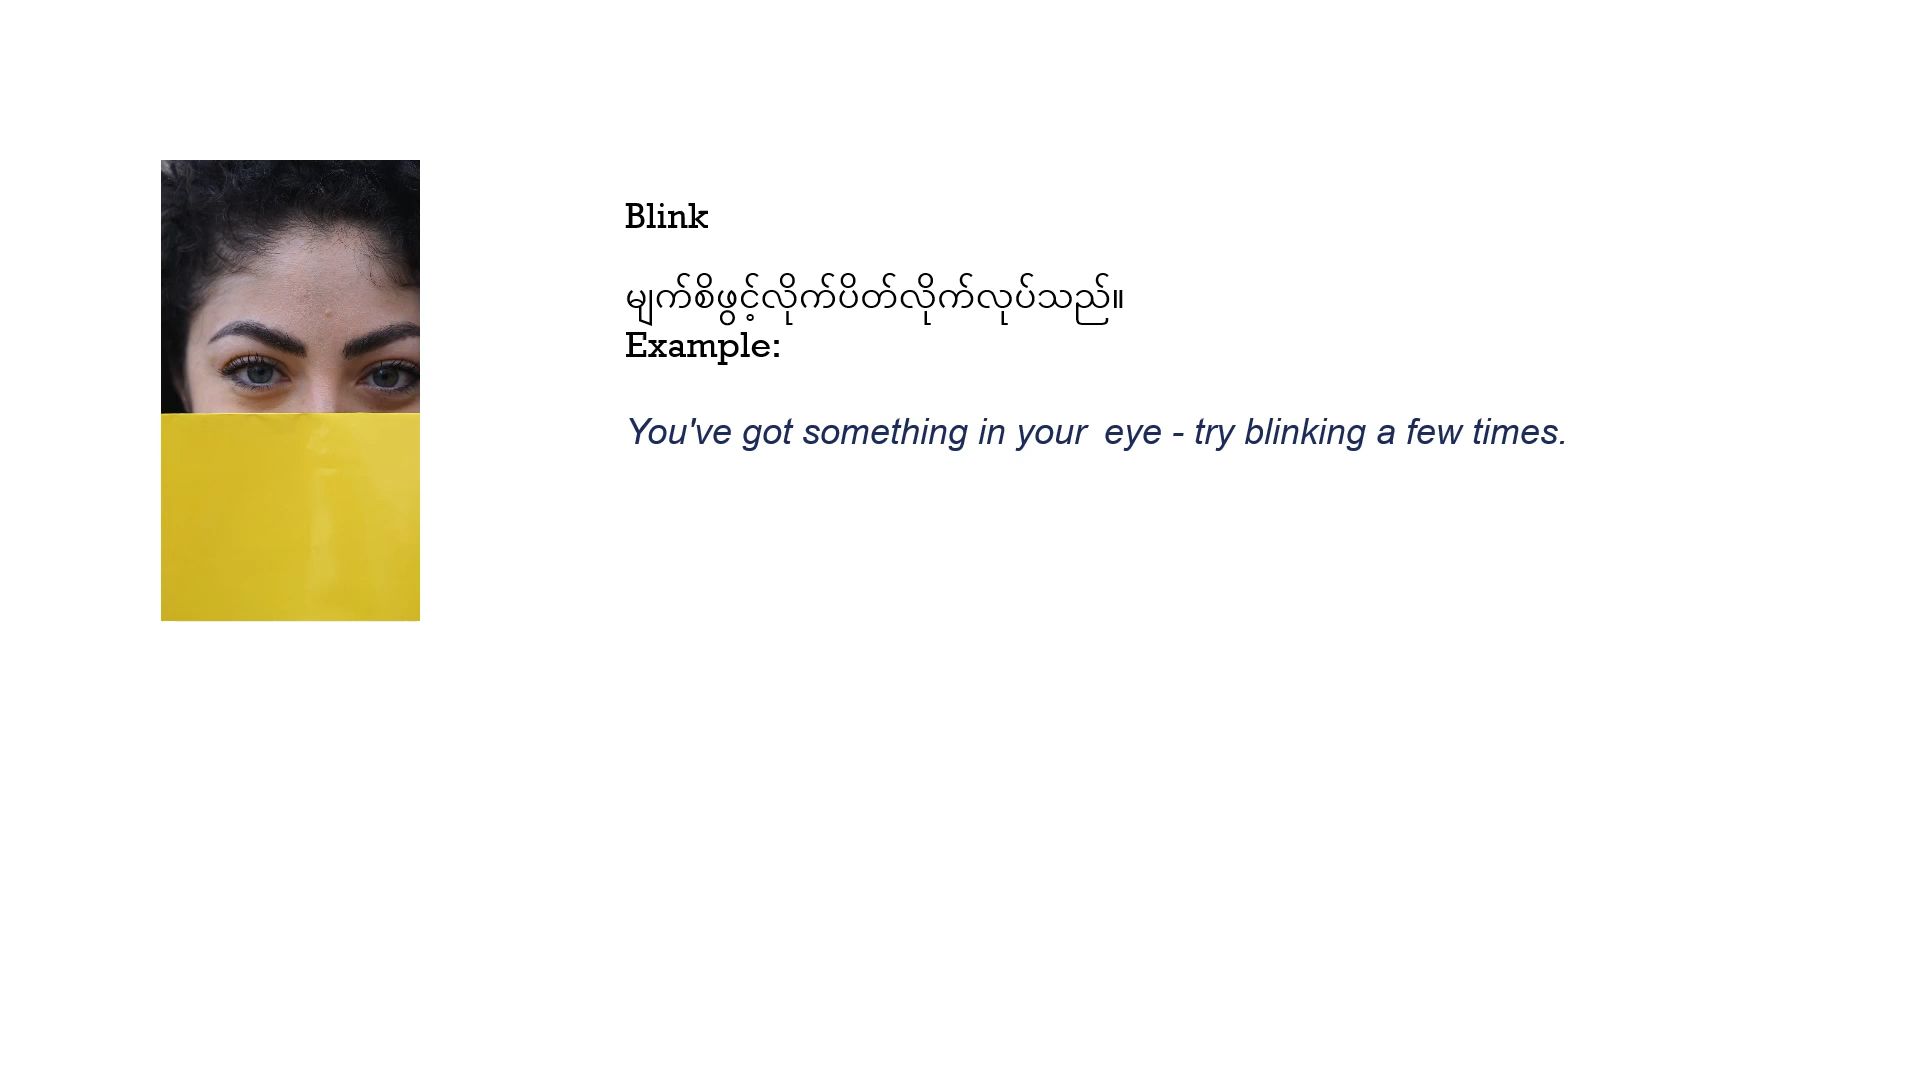 Blink
မျက်စိဖွင့်လိုက်ပိတ်လိုက်လုပ်သည်။
Example:
You've got something in your  eye - try blinking a few times.